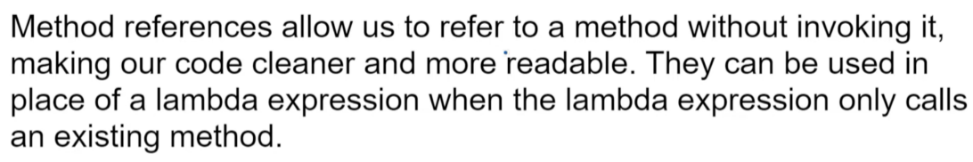 Method references allow us to refer to a method without invoking it,
making our code cleaner and more readable. They can be used in
place of a lambda expression when the lambda expression only calls
an existing method.